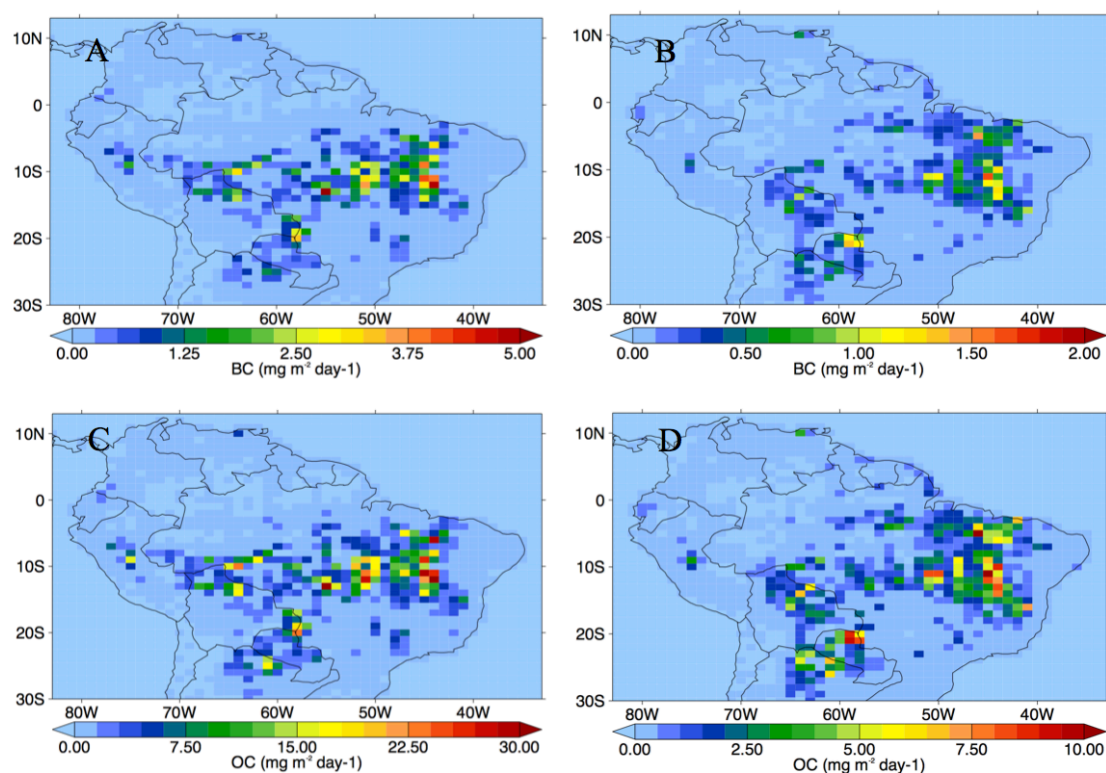 A
10N
0
10S
20S
30S
80W 70W 60W 50W 40W
0.00 1.25 2.50 3.75 5.00
BC (mg m⁻² day-1)
B
10N
0
10S
20S
30S
80W 70W 60W 50W 40W
0.00 0.50 1.00 1.50 2.00
BC (mg m⁻² day-1)
C
10N
0
10S
20S
30S
80W 70W 60W 50W 40W
0.00 7.50 15.00 22.50 30.00
OC (mg m⁻² day-1)
D
10N
0
10S
20S
30S
80W 70W 60W 50W 40W
0.00 2.50 5.00 7.50 10.00
OC (mg m⁻² day-1)